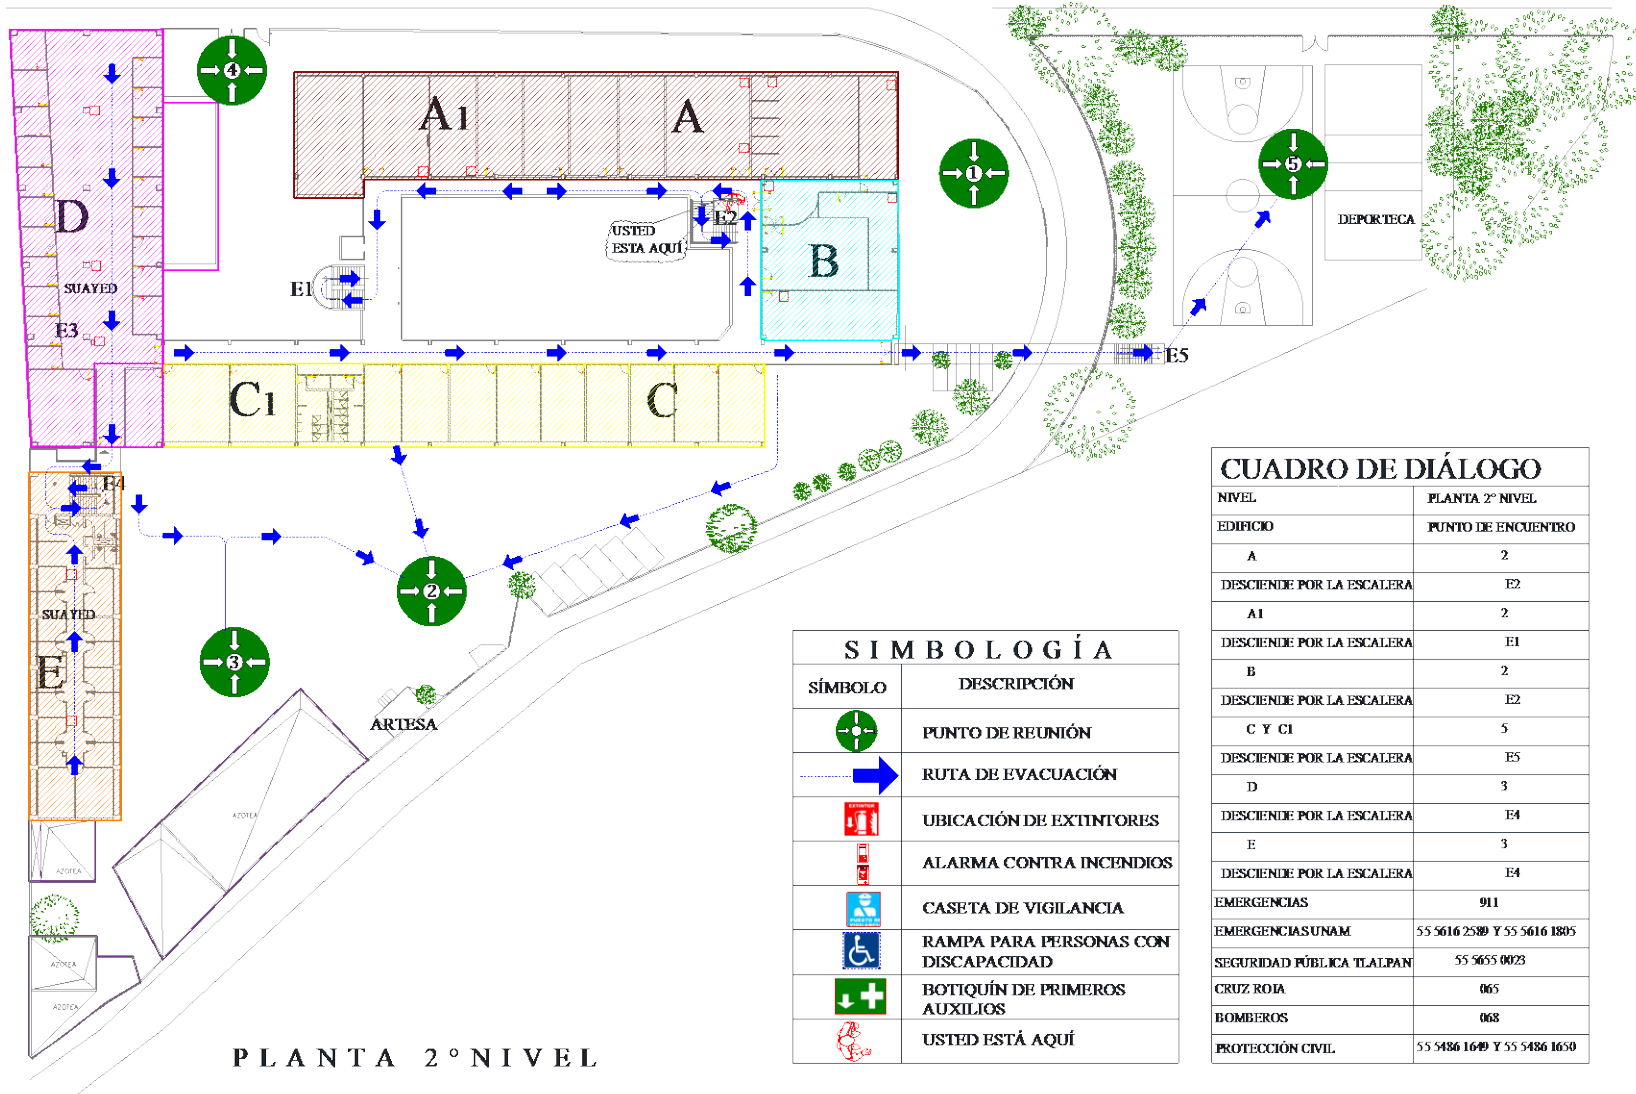 4
A1
A
1
5
D
E2
USTED
ESTA AQUÍ
B
DEPORTECA
SUAYED
E1
E3
E5
C1
C
E4
2
SUAYED
E
3
ARTESA
AZOTEA
AZOTEA
AZOTEA
AZOTEA
PLANTA 2° NIVEL
SIMBOLOGÍA
SÍMBOLO DESCRIPCIÓN
PUNTO DE REUNIÓN
RUTA DE EVACUACIÓN
EXTINTOR
UBICACIÓN DE EXTINTORES
ALARMA CONTRA INCENDIOS
CASETA DE VIGILANCIA
RAMPA PARA PERSONAS CON
DISCAPACIDAD
BOTIQUÍN DE PRIMEROS
AUXILIOS
USTED ESTÁ AQUÍ
CUADRO DE DIÁLOGO
NIVEL PLANTA 2° NIVEL
EDIFICIO PUNTO DE ENCUENTRO
A 2
DESCIENDE POR LA ESCALERA E2
A1 2
DESCIENDE POR LA ESCALERA E1
B 2
DESCIENDE POR LA ESCALERA E2
C Y C1 5
DESCIENDE POR LA ESCALERA E5
D 3
DESCIENDE POR LA ESCALERA E4
E 3
DESCIENDE POR LA ESCALERA E4
EMERGENCIAS 911
EMERGENCIAS UNAM 55 5616 2589 Y 55 5616 1805
SEGURIDAD PÚBLICA TLALPAN 55 5655 0023
CRUZ ROJA 065
BOMBEROS 068
PROTECCIÓN CIVIL 55 5486 1649 Y 55 5486 1650